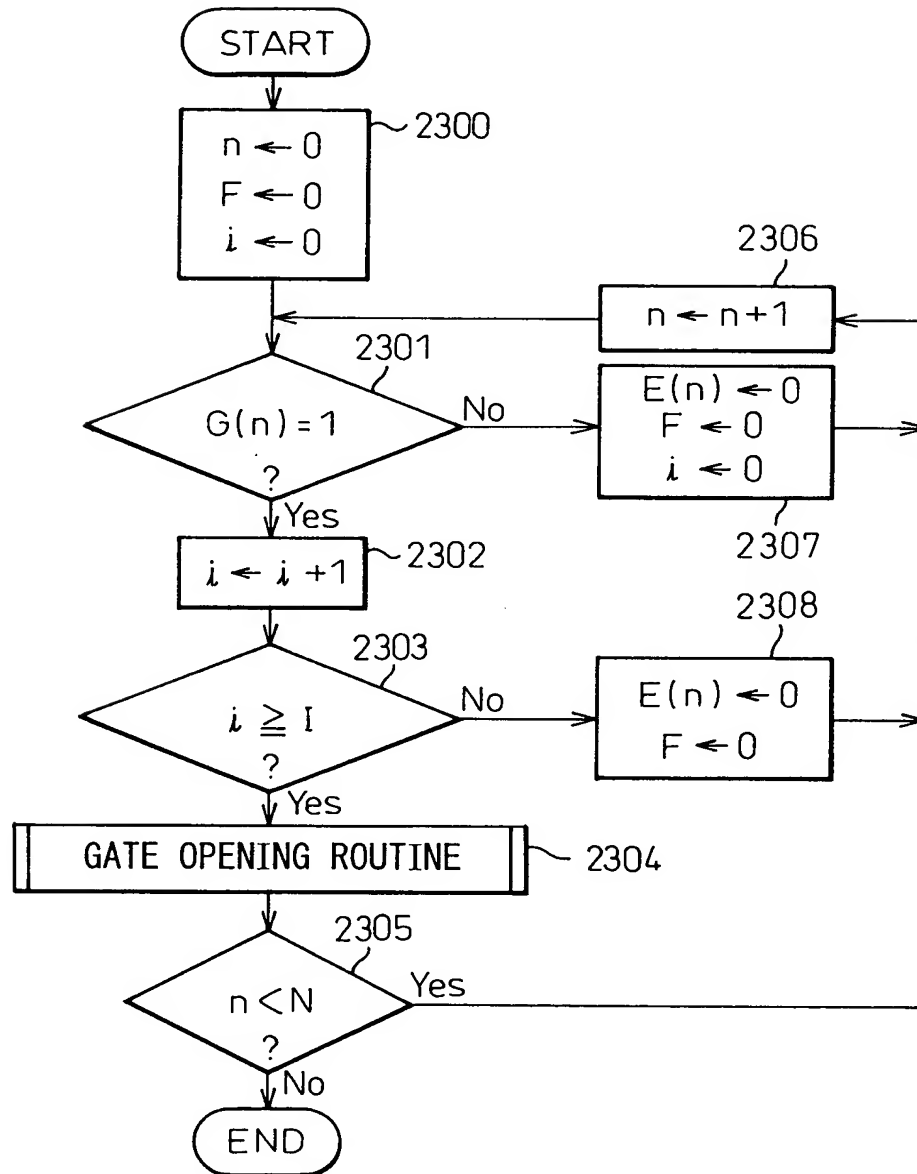 START
2300
n ← 0
F ← 0
i ← 0
2306
n ← n+1
2301
G(n) = 1
?
No
Yes
E(n) ← 0
F ← 0
i ← 0
2307
2302
i ← i +1
2303
i ≧ I
?
No
Yes
2308
E(n) ← 0
F ← 0
GATE OPENING ROUTINE
2304
2305
n < N
?
Yes
No
END